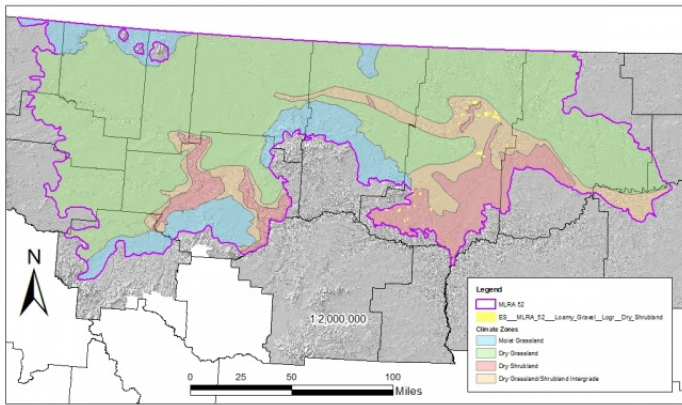 N
1:2,000,000
0 25 50 100
Miles
Legend
MLRA 52
ES__MLRA_52__Loamy_Gravel__Logr__Dry_Shrubland
Climate Zones
Moist Grassland
Dry Grassland
Dry Shrubland
Dry Grassland/Shrubland Intergrade